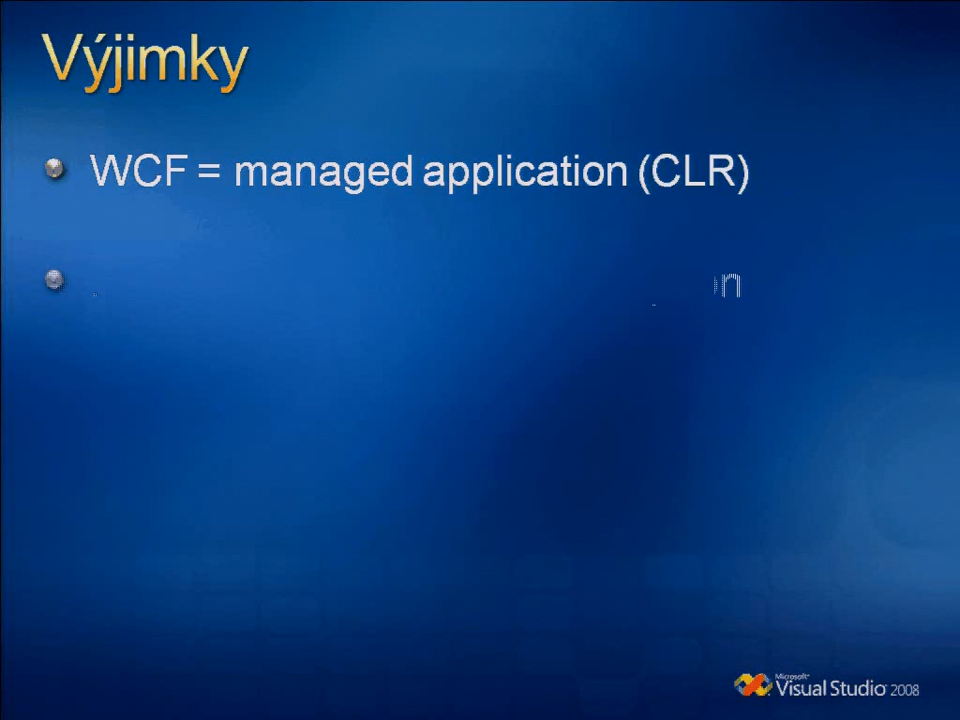 Výjimky
WCF = managed application (CLR)
Microsoft
Visual Studio 2008